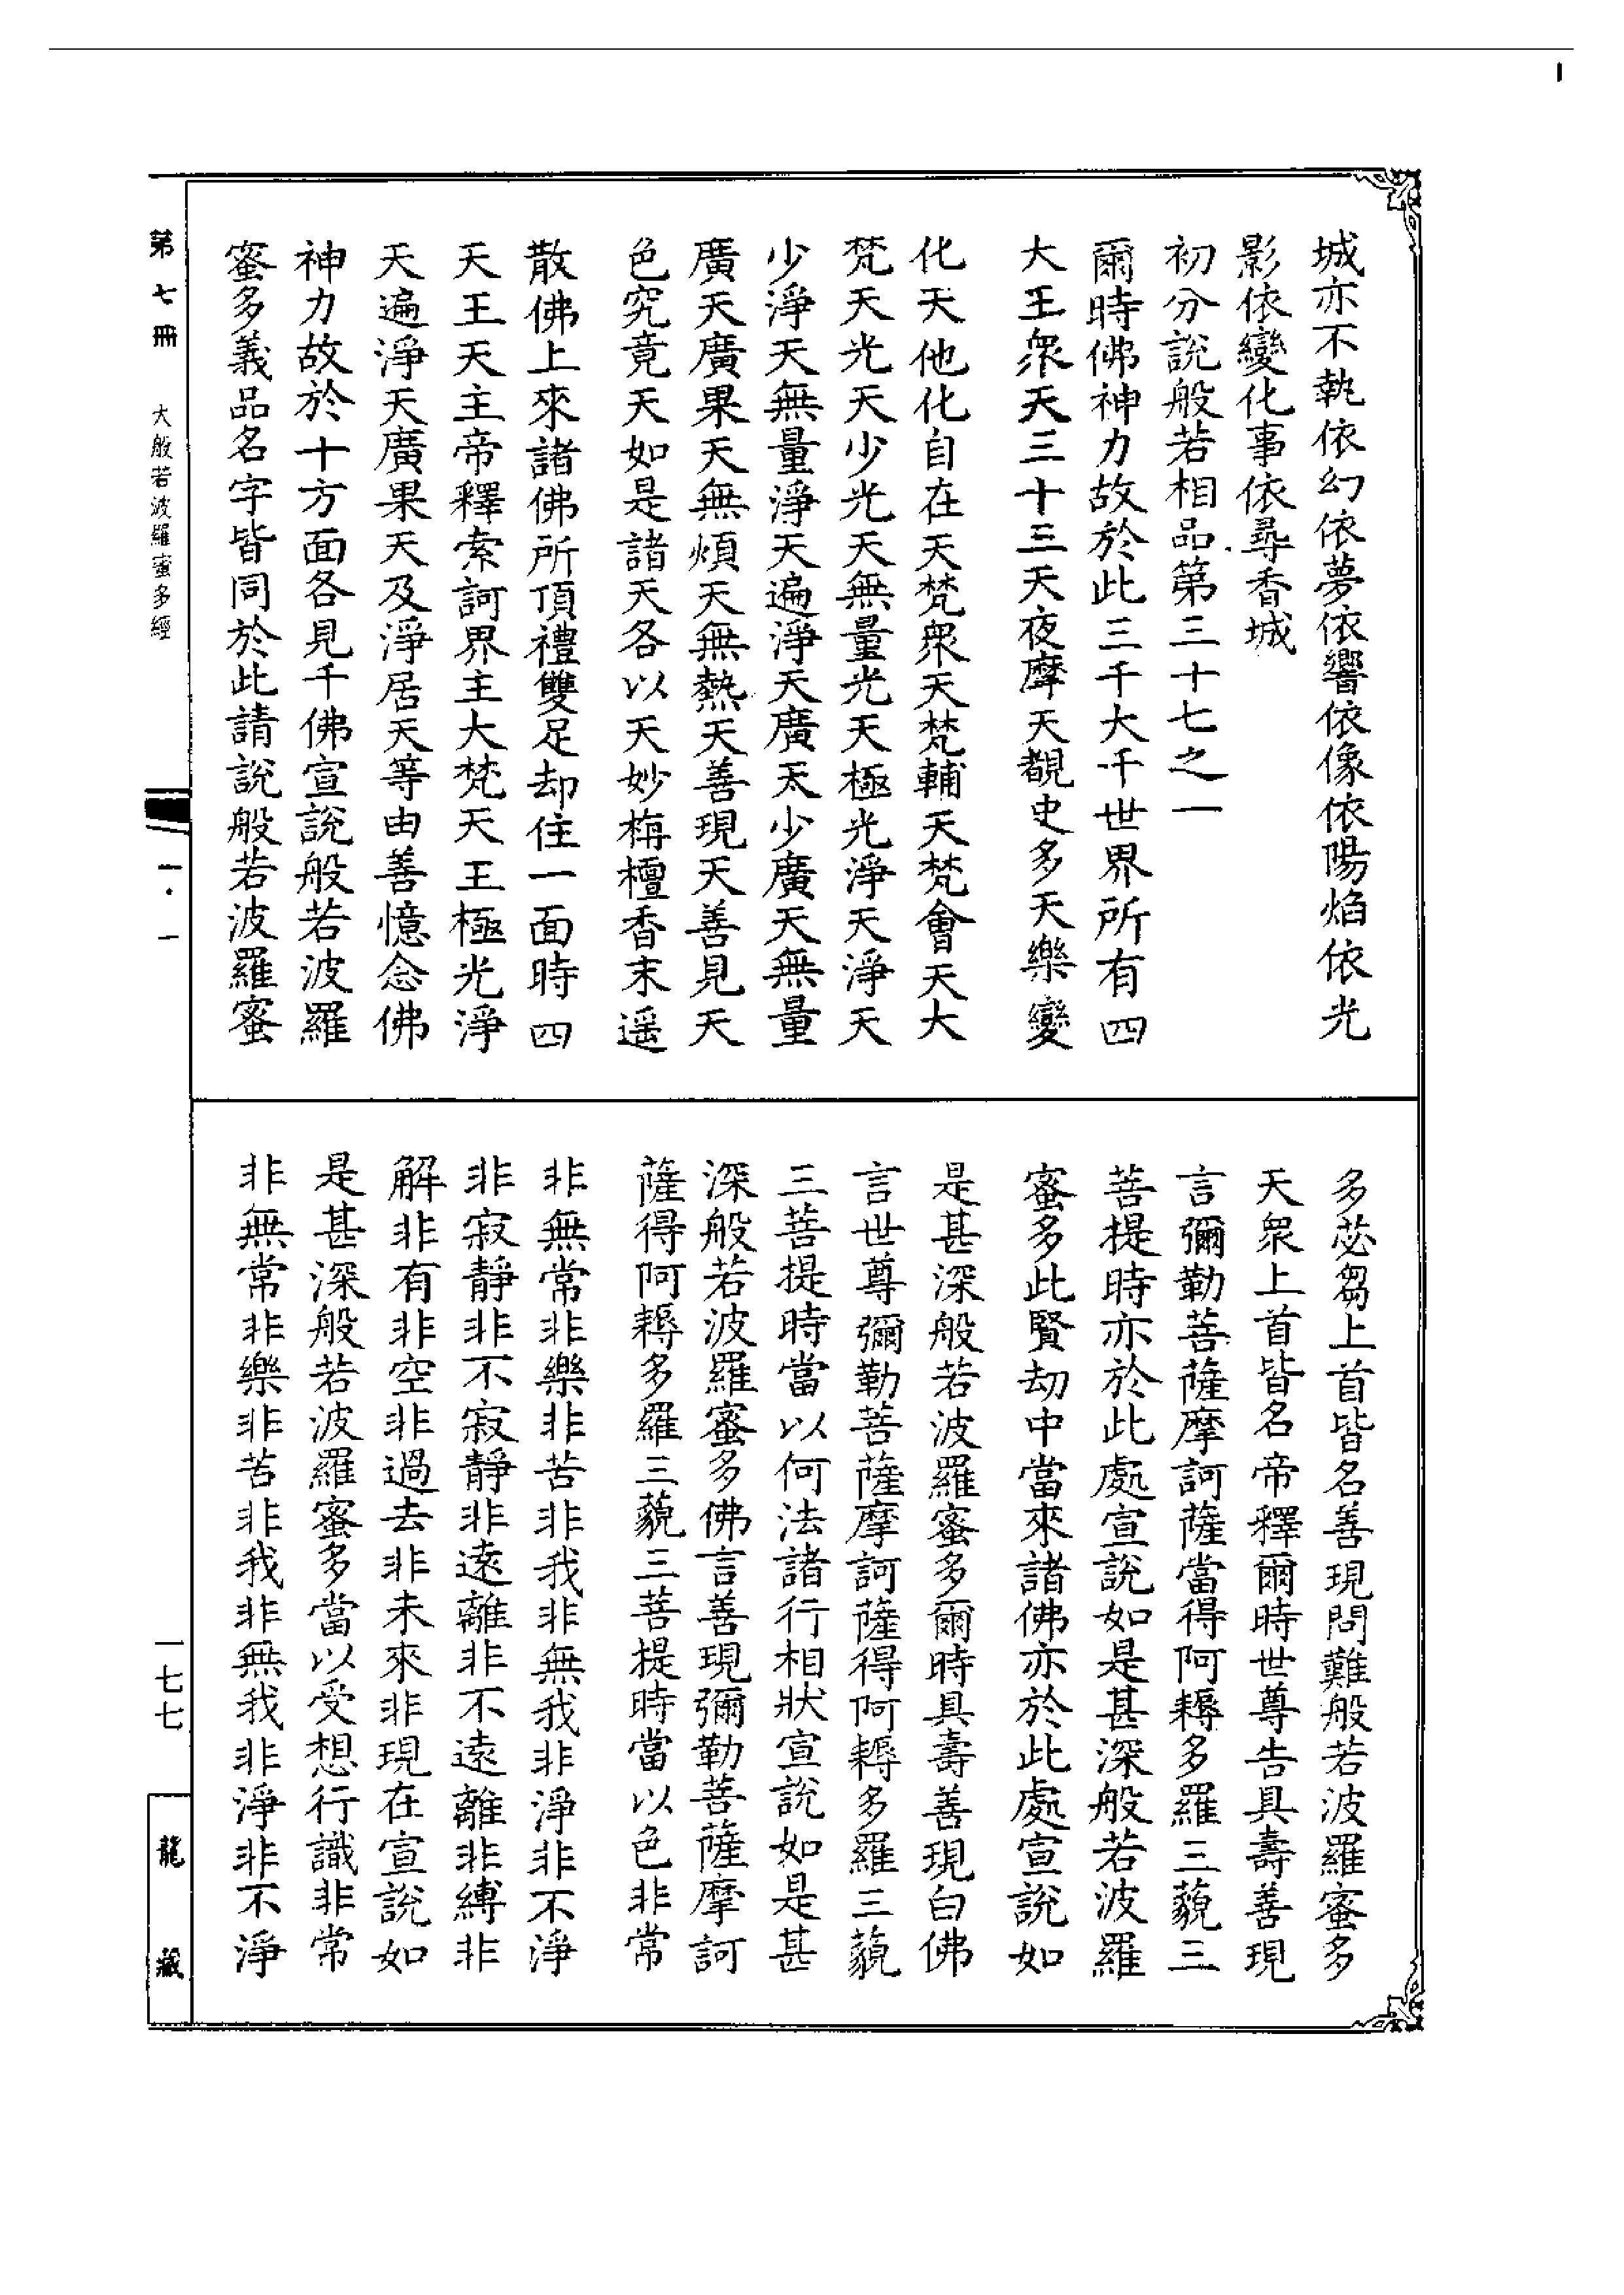 城亦不執依幻依夢依響依像依陽焰依光
影依變化事依尋香城
初分說般若相品第三十七之一
爾時佛神力故於此三千大千世界所有四
大王衆天三十三天夜摩天覩史多天樂變
化天他化自在天梵衆天梵輔天梵會天大
梵天光天少光天無量光天極光淨天淨天
少淨天無量淨天遍淨天廣天少廣天無量
廣天廣果天無煩天無熱天善現天善見天
色究竟天如是諸天各以天妙栴檀香末遥
散佛上來諸佛所頂禮雙足却住一面時四
天王天主帝釋索訶界主大梵天王極光淨
天遍淨天廣果天及淨居天等由善憶念佛
神力故於十方面各見千佛宣說般若波羅
蜜多義品名字皆同於此請說般若波羅蜜
多苾芻上首皆名善現問難般若波羅蜜多
天衆上首皆名帝釋爾時世尊告具壽善現
言彌勒菩薩摩訶薩當得阿耨多羅三藐三
菩提時亦於此處宣說如是甚深般若波羅
蜜多此賢劫中當來諸佛亦於此處宣說如
是甚深般若波羅蜜多爾時具壽善現白佛
言世尊彌勒菩薩摩訶薩得阿耨多羅三藐
三菩提時當以何法諸行相狀宣說如是甚
深般若波羅蜜多佛言善現彌勒菩薩摩訶
薩得阿耨多羅三藐三菩提時當以色非常
非無常非樂非苦非我非無我非淨非不淨
非寂靜非不寂靜非遠離非不遠離非縛非
解非有非空非過去非未來非現在宣說如
是甚深般若波羅蜜多當以受想行識非常
非無常非樂非苦非我非無我非淨非不淨
第七冊 大般若波羅蜜多經
一·一
一七七
龍藏